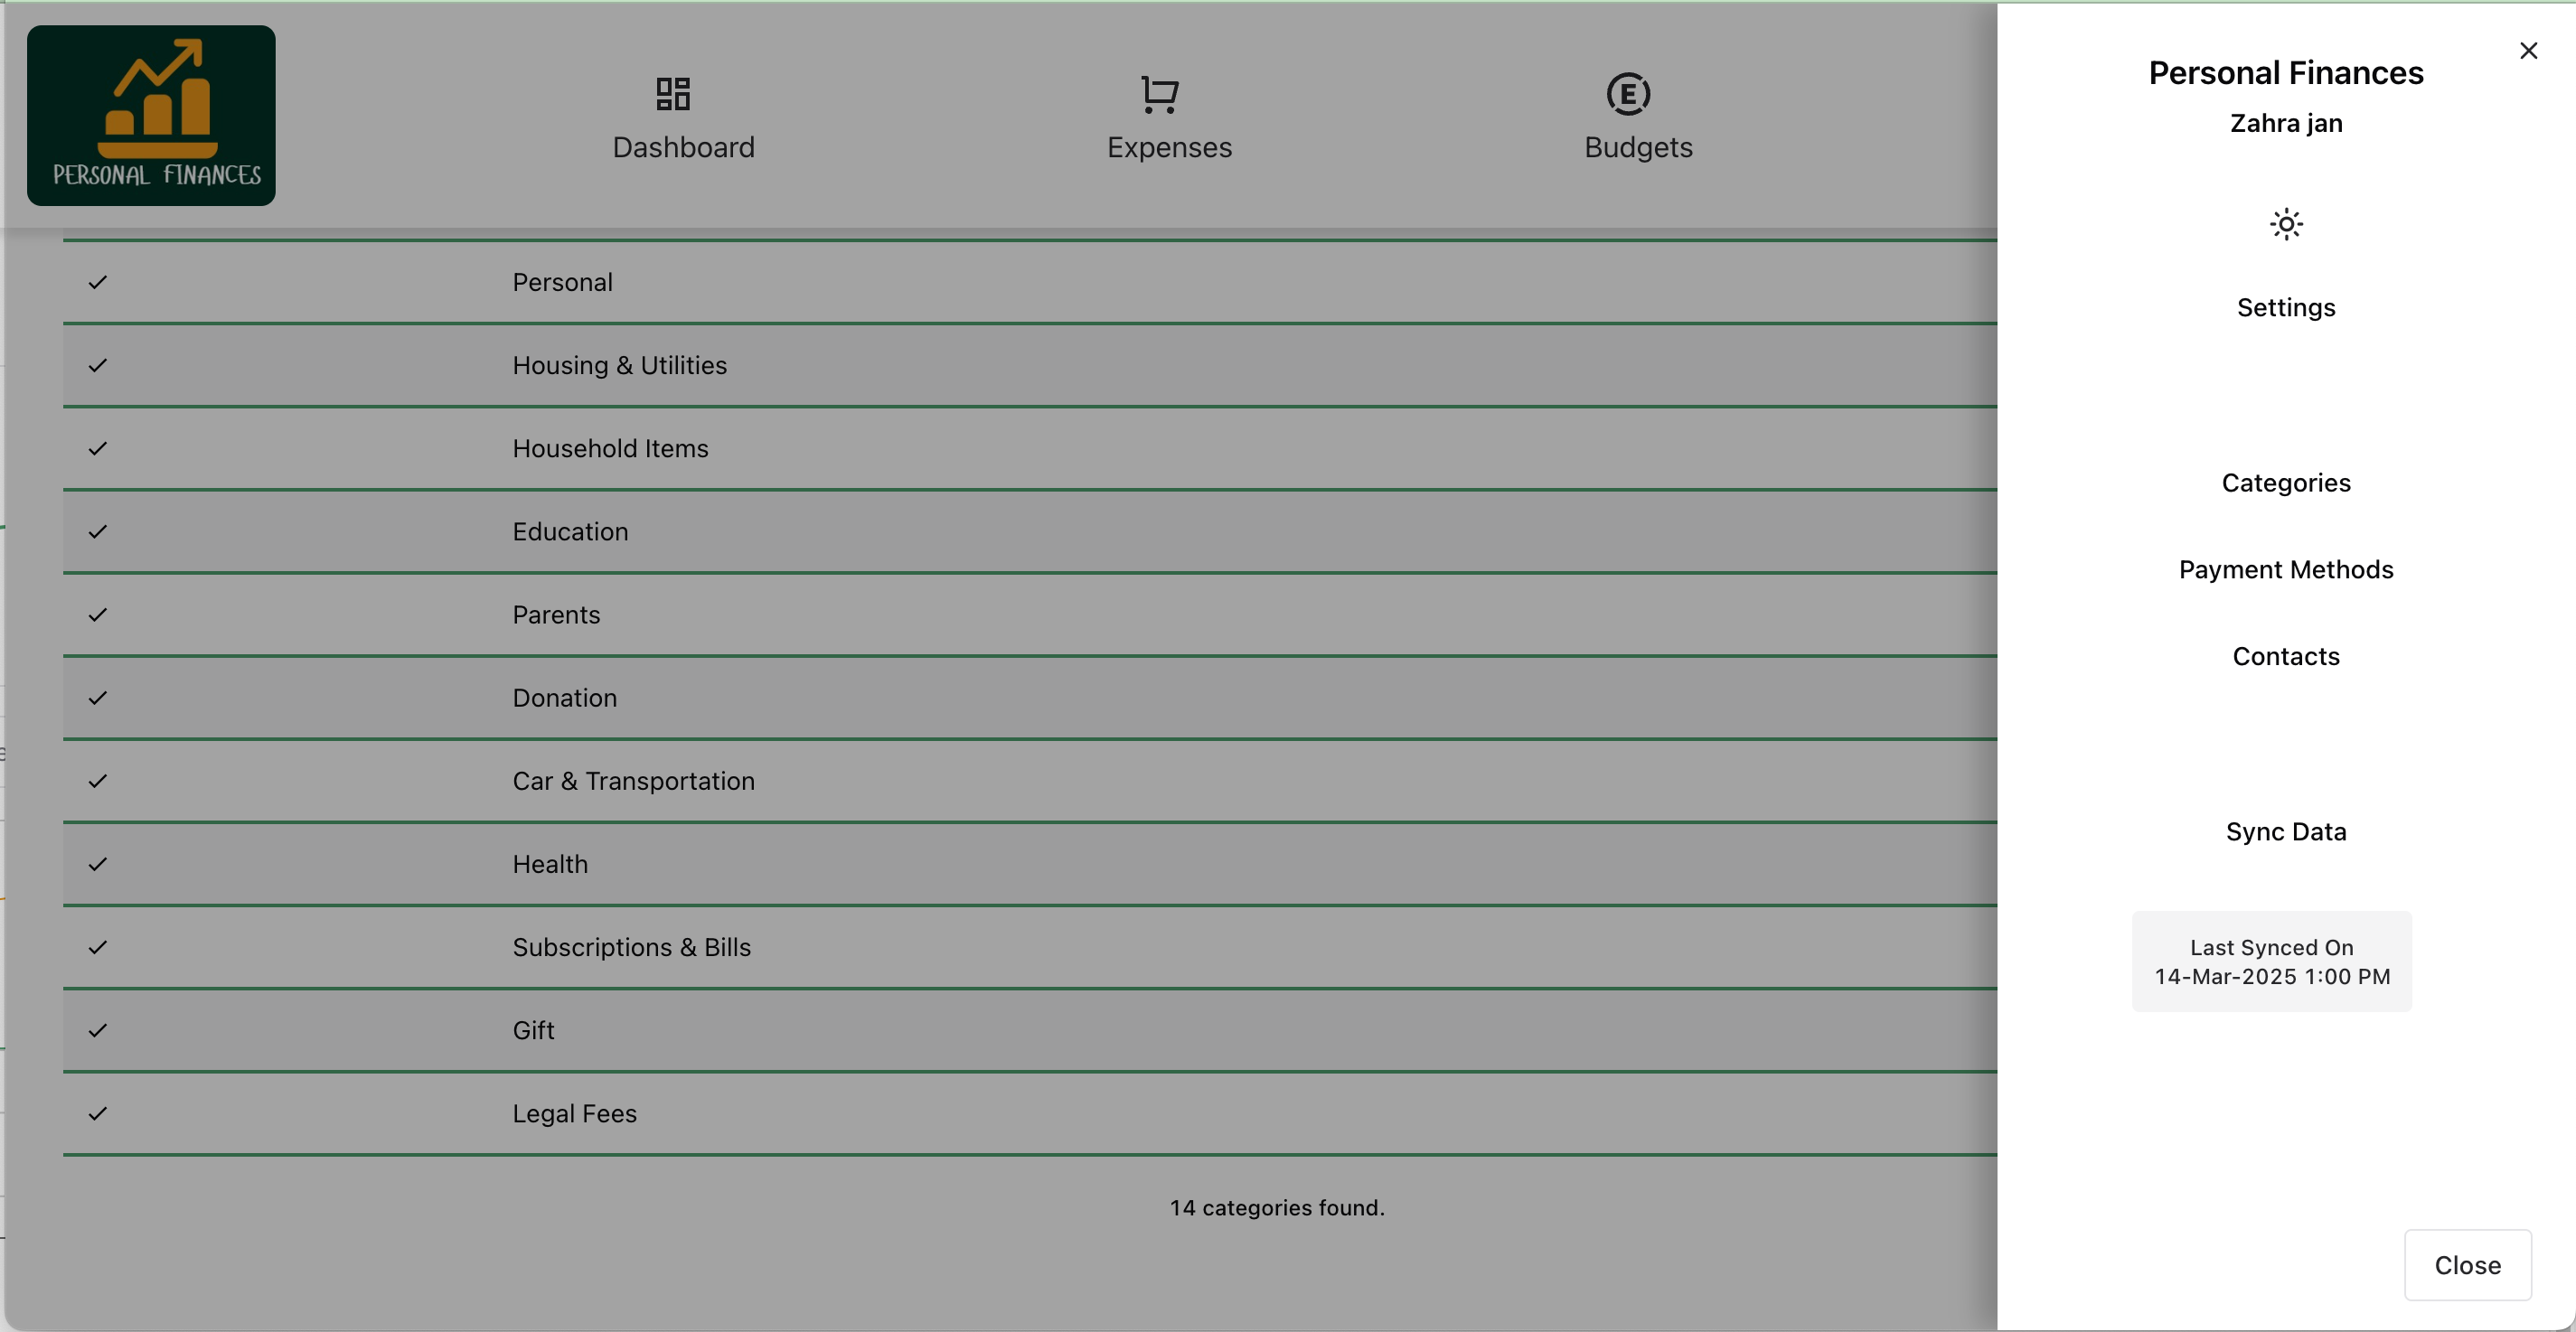 PERSONAL FINANCES
Dashboard
Expenses
Budgets
Personal
Housing & Utilities
Household Items
Education
Parents
Donation
Car & Transportation
Health
Subscriptions & Bills
Gift
Legal Fees
14 categories found.
Personal Finances
Zahra jan
Settings
Categories
Payment Methods
Contacts
Sync Data
Last Synced On
14-Mar-2025 1:00 PM
Close